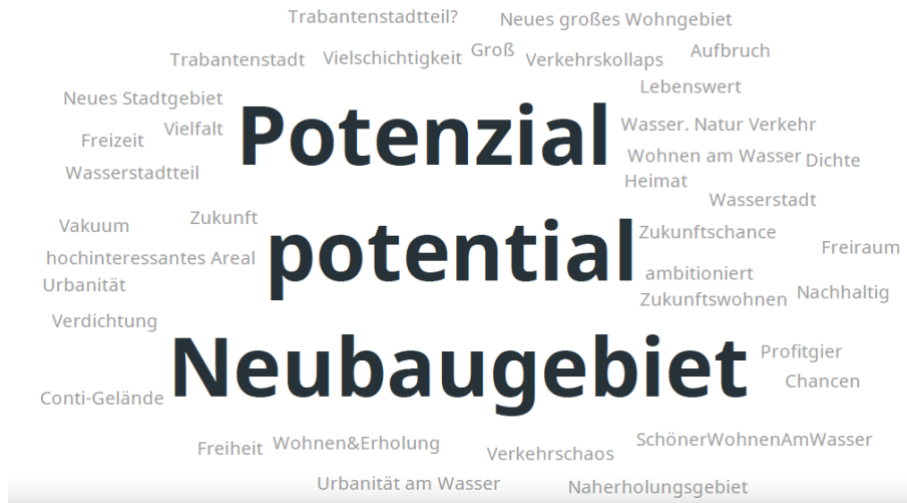 Trabantenstadtteil?
Neues großes Wohngebiet
Trabantenstadt
Vielschichtigkeit
Groß
Verkehrskollaps
Aufbruch
Neues Stadtgebiet
Lebenswert
Freizeit
Vielfalt
Potenzial
Wasser. Natur Verkehr
Wohnen am Wasser
Dichte
Wasserstadtteil
Heimat
Wasserstadt
Vakuum
Zukunft
potential
Zukunftschance
Freiraum
hochinteressantes Areal
ambitioniert
Urbanität
Zukunftswohnen
Nachhaltig
Verdichtung
Neubaugebiet
Profitgier
Chancen
Conti-Gelände
Freiheit
Wohnen&Erholung
Verkehrschaos
SchönerWohnenAmWasser
Urbanität am Wasser
Naherholungsgebiet